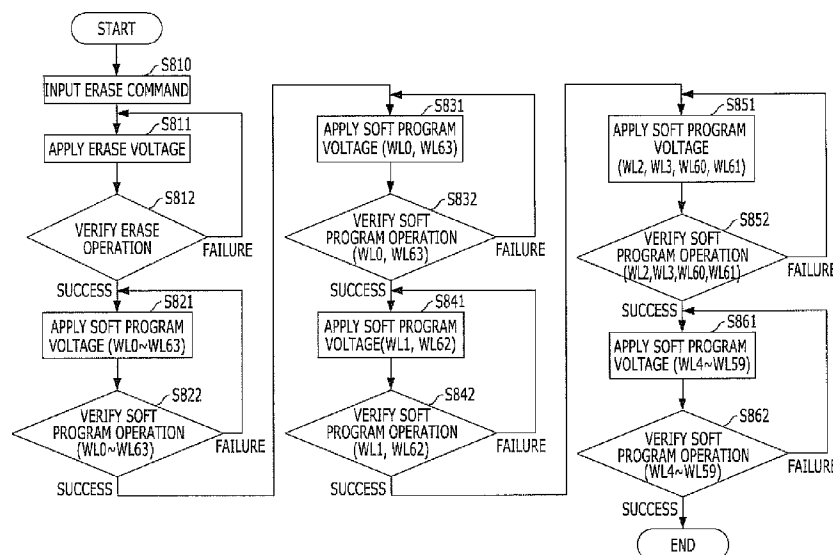 START
S810
INPUT ERASE COMMAND
S811
APPLY ERASE VOLTAGE
S812
VERIFY ERASE
OPERATION
FAILURE
SUCCESS
S821
APPLY SOFT PROGRAM
VOLTAGE (WL0~WL63)
S822
VERIFY SOFT
PROGRAM OPERATION
(WL0~WL63)
FAILURE
SUCCESS
S831
APPLY SOFT PROGRAM
VOLTAGE (WL0, WL63)
S832
VERIFY SOFT
PROGRAM OPERATION
(WL0, WL63)
FAILURE
SUCCESS
S841
APPLY SOFT PROGRAM
VOLTAGE(WL1, WL62)
S842
VERIFY SOFT
PROGRAM OPERATION
(WL1, WL62)
FAILURE
SUCCESS
S851
APPLY SOFT PROGRAM
VOLTAGE
(WL2, WL3, WL60, WL61)
S852
VERIFY SOFT
PROGRAM OPERATION
(WL2,WL3,WL60,WL61)
FAILURE
SUCCESS
S861
APPLY SOFT PROGRAM
VOLTAGE (WL4~WL59)
S862
VERIFY SOFT
PROGRAM OPERATION
(WL4~WL59)
FAILURE
SUCCESS
END